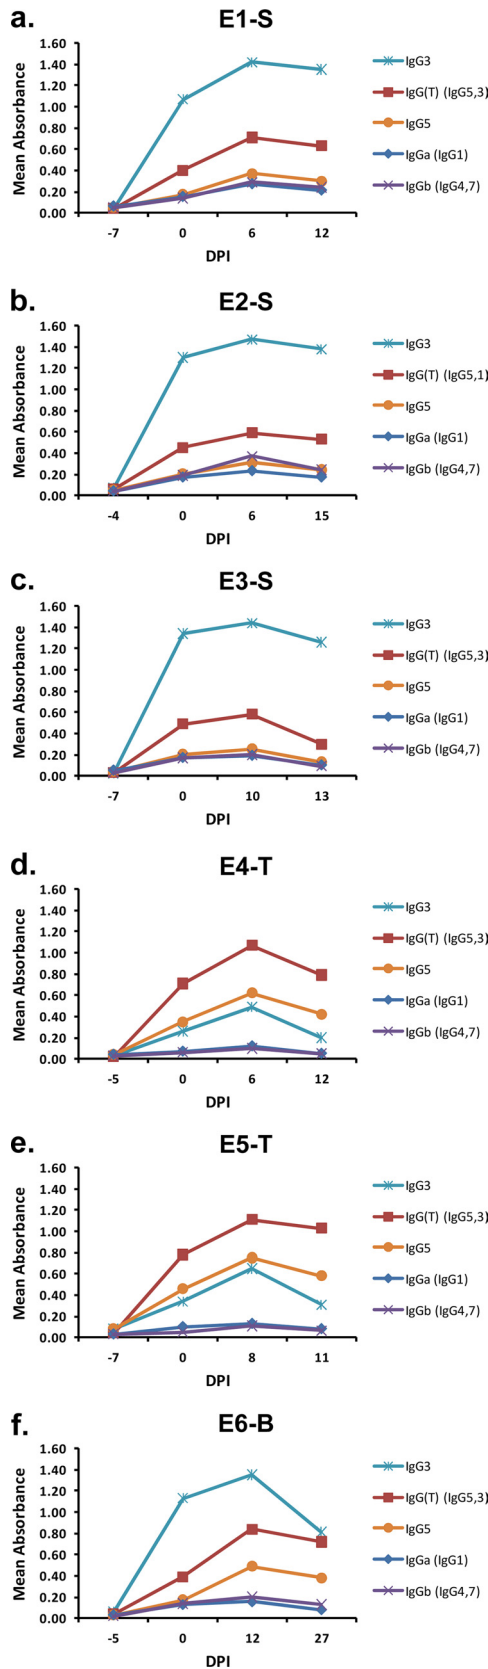 a.
E1-S
Mean Absorbance
1.60
1.40
1.20
1.00
0.80
0.60
0.40
0.20
0.00
-7 0 6 12
DPI
IgG3
IgG(T) (IgG5,3)
IgG5
IgGa (IgG1)
IgGb (IgG4,7)
b.
E2-S
Mean Absorbance
1.60
1.40
1.20
1.00
0.80
0.60
0.40
0.20
0.00
-4 0 6 15
DPI
IgG3
IgG(T) (IgG5,1)
IgG5
IgGa (IgG1)
IgGb (IgG4,7)
c.
E3-S
Mean Absorbance
1.60
1.40
1.20
1.00
0.80
0.60
0.40
0.20
0.00
-7 0 10 13
DPI
IgG3
IgG(T) (IgG5,3)
IgG5
IgGa (IgG1)
IgGb (IgG4,7)
d.
E4-T
Mean Absorbance
1.60
1.40
1.20
1.00
0.80
0.60
0.40
0.20
0.00
-5 0 6 12
DPI
IgG3
IgG(T) (IgG5,3)
IgG5
IgGa (IgG1)
IgGb (IgG4,7)
e.
E5-T
Mean Absorbance
1.60
1.40
1.20
1.00
0.80
0.60
0.40
0.20
0.00
-7 0 8 11
DPI
IgG3
IgG(T) (IgG5,3)
IgG5
IgGa (IgG1)
IgGb (IgG4,7)
f.
E6-B
Mean Absorbance
1.60
1.40
1.20
1.00
0.80
0.60
0.40
0.20
0.00
-5 0 12 27
DPI
IgG3
IgG(T) (IgG5,3)
IgG5
IgGa (IgG1)
IgGb (IgG4,7)